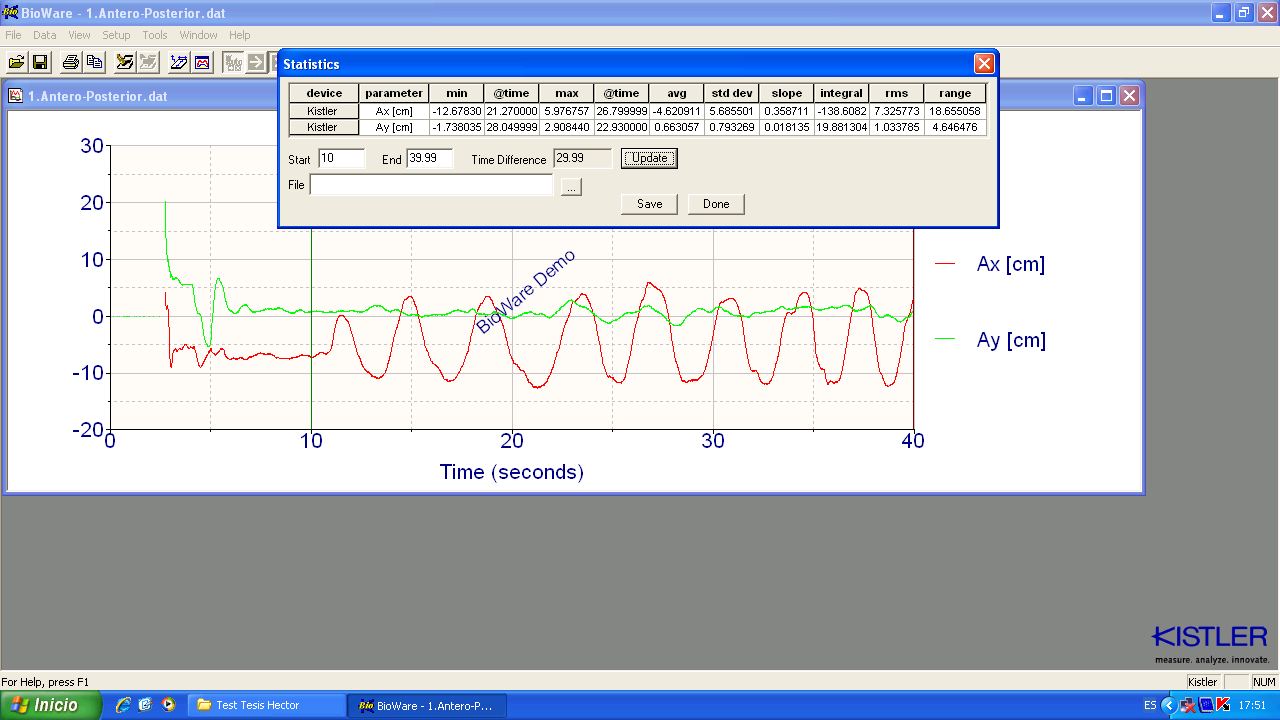 BioWare - 1.Antero-Posterior.dat
File Data View Setup Tools Window Help
Statistics
device parameter min @time max @time avg std dev slope integral rms range
Kistler Ax [cm] -12.67830 21.270000 5.976757 26.799999 -4.620911 5.685501 0.358711 -138.6082 7.325773 18.655058
Kistler Ay [cm] -1.738035 28.049999 2.908440 22.930000 0.663057 0.793269 0.018135 19.881304 1.033785 4.646476
Start 10 End 39.99 Time Difference 29.99 Update
File ...
Save Done
1.Antero-Posterior.dat
30
20
10
0
-10
-20
0 10 20 30 40
Time (seconds)
BioWare Demo
Ax [cm]
Ay [cm]
KISTLER
measure. analyze. innovate.
For Help, press F1 Kistler NUM
Inicio Test Tesis Hector BioWare - 1.Antero-P... ES 17:51